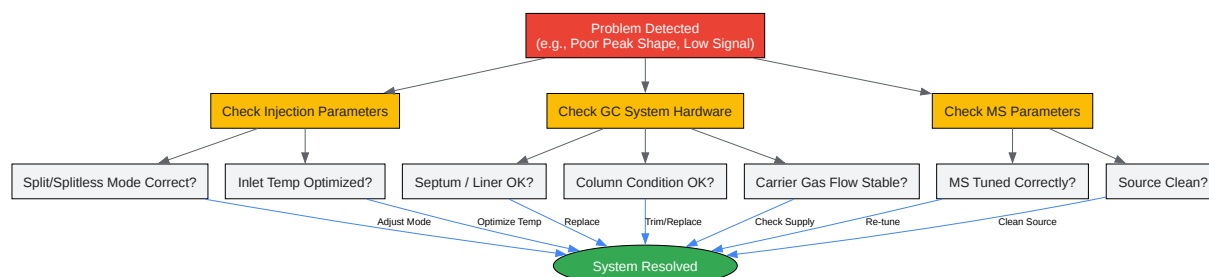 Problem Detected
(e.g., Poor Peak Shape, Low Signal)
Check Injection Parameters
Check GC System Hardware
Check MS Parameters
Split/Splitless Mode Correct?
Inlet Temp Optimized?
Septum / Liner OK?
Column Condition OK?
Carrier Gas Flow Stable?
MS Tuned Correctly?
Source Clean?
Adjust Mode
Optimize Temp
Replace
Trim/Replace
Check Supply
Re-tune
Clean Source
System Resolved